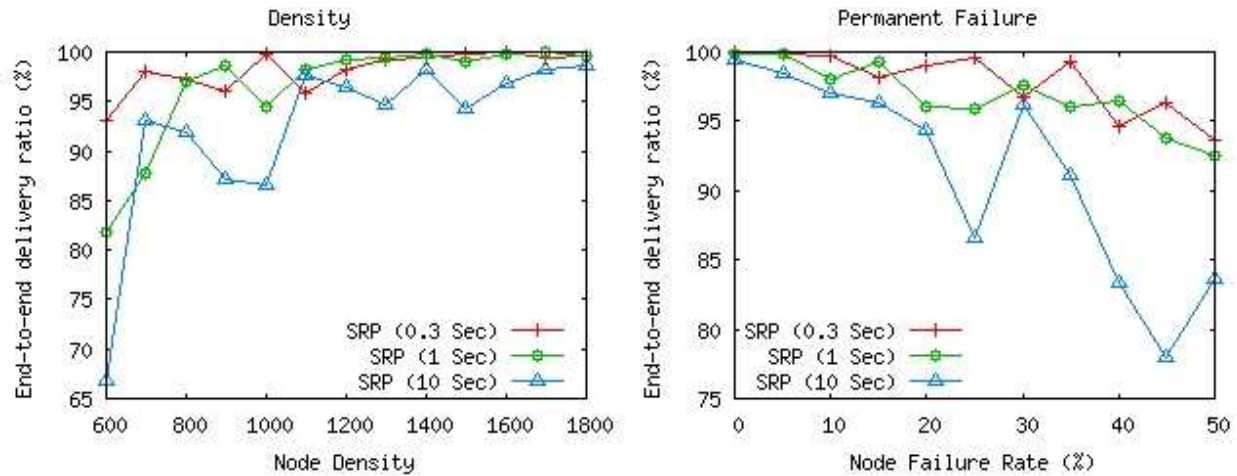 Density
End-to-end delivery ratio (%)
100
95
90
85
80
75
70
65
SRP (0.3 Sec)
SRP (1 Sec)
SRP (10 Sec)
600 800 1000 1200 1400 1600 1800
Node Density
Permanent Failure
End-to-end delivery ratio (%)
100
95
90
85
80
75
SRP (0.3 Sec)
SRP (1 Sec)
SRP (10 Sec)
0 10 20 30 40 50
Node Failure Rate (%)